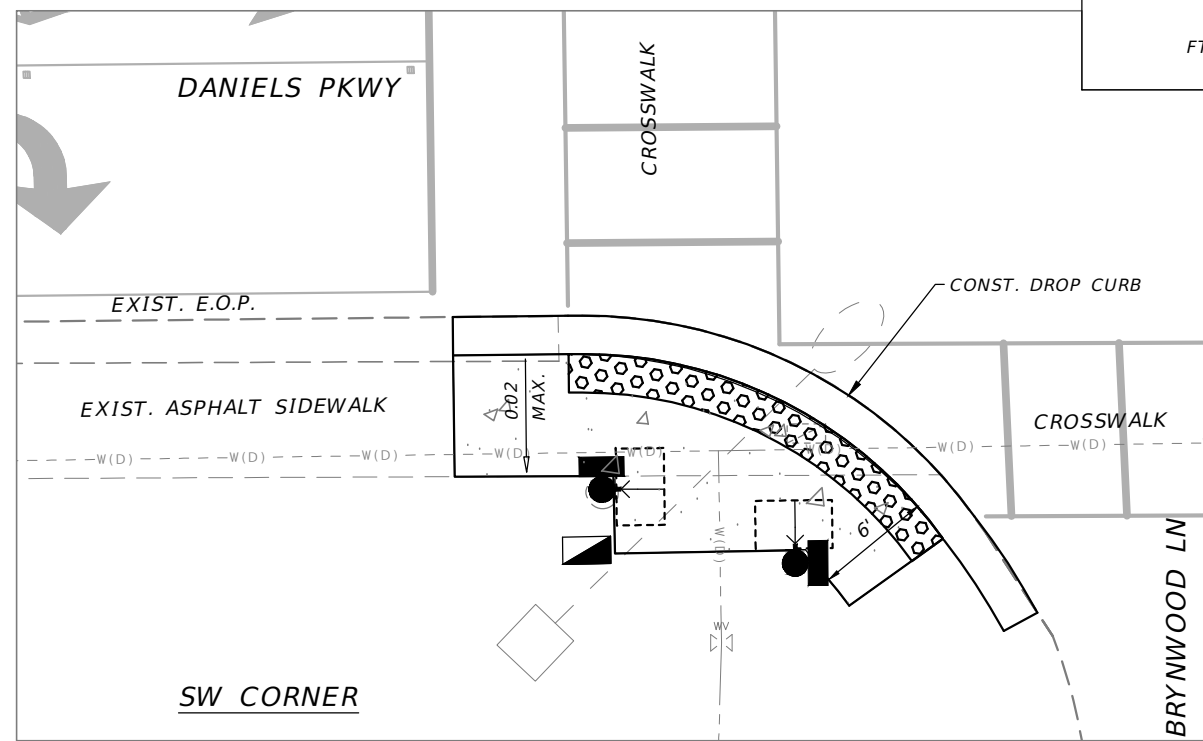 FT
DANIELS PKWY
CROSSWALK
CONST. DROP CURB
EXIST. E.O.P.
EXIST. ASPHALT SIDEWALK
0.02
MAX.
CROSSWALK
W(D)
W(D)
W(D)
W(D)
W(D)
W(D)
W(D)
W(D)
6'
W(D)
WV
BRYNWOOD LN
SW CORNER